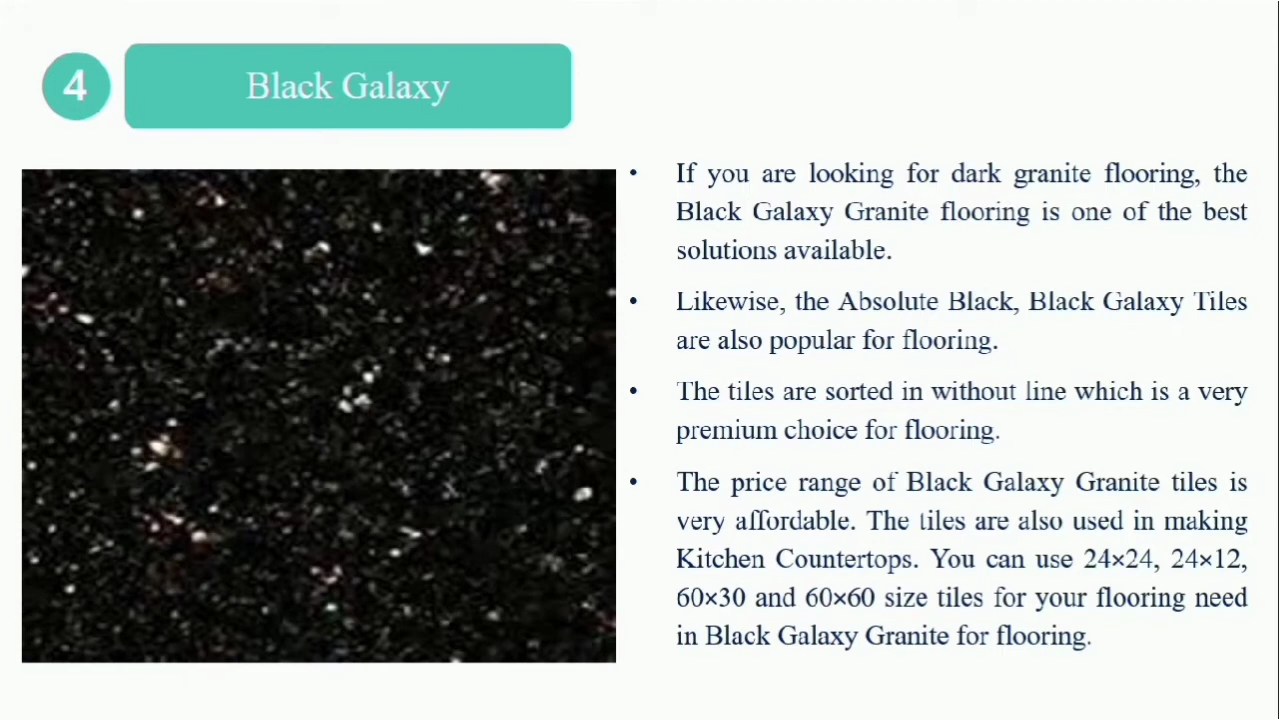 4
Black Galaxy
• If you are looking for dark granite flooring, the
Black Galaxy Granite flooring is one of the best
solutions available.
• Likewise, the Absolute Black, Black Galaxy Tiles
are also popular for flooring.
• The tiles are sorted in without line which is a very
premium choice for flooring.
• The price range of Black Galaxy Granite tiles is
very affordable. The tiles are also used in making
Kitchen Countertops. You can use 24×24, 24×12,
60×30 and 60×60 size tiles for your flooring need
in Black Galaxy Granite for flooring.